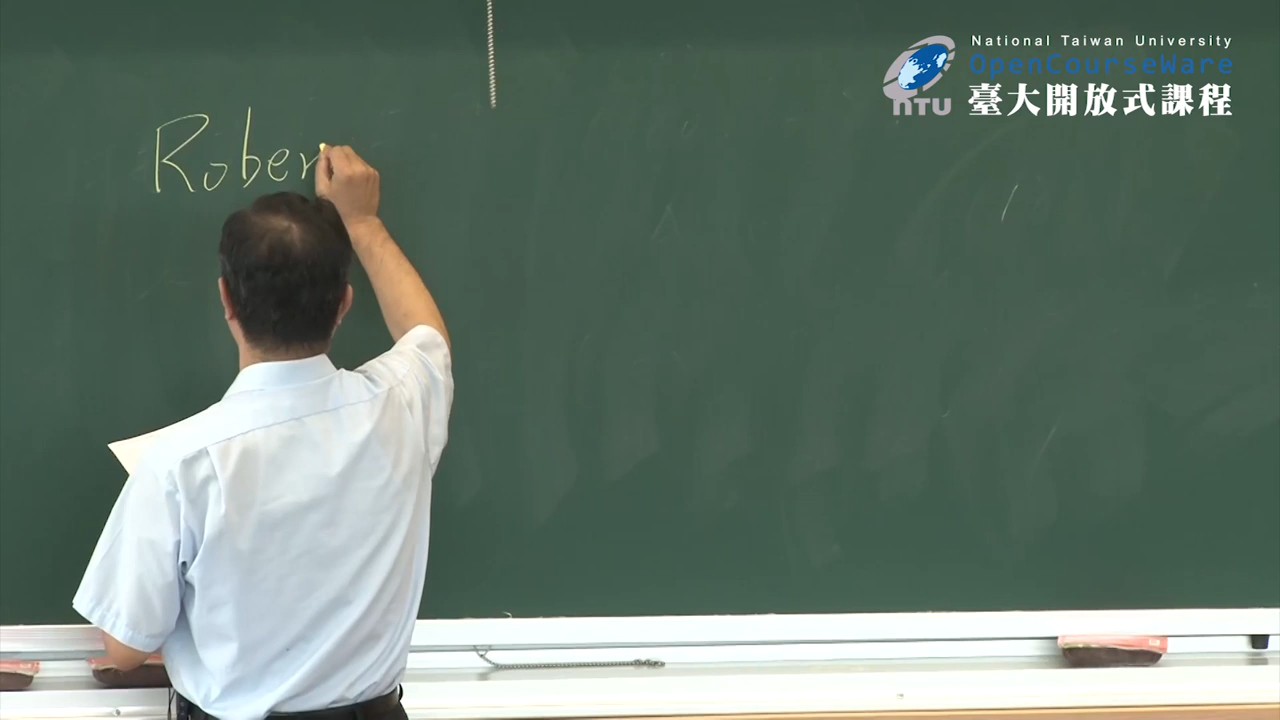 National Taiwan University
OpenCourseWare
NTU
臺大開放式課程
Rober